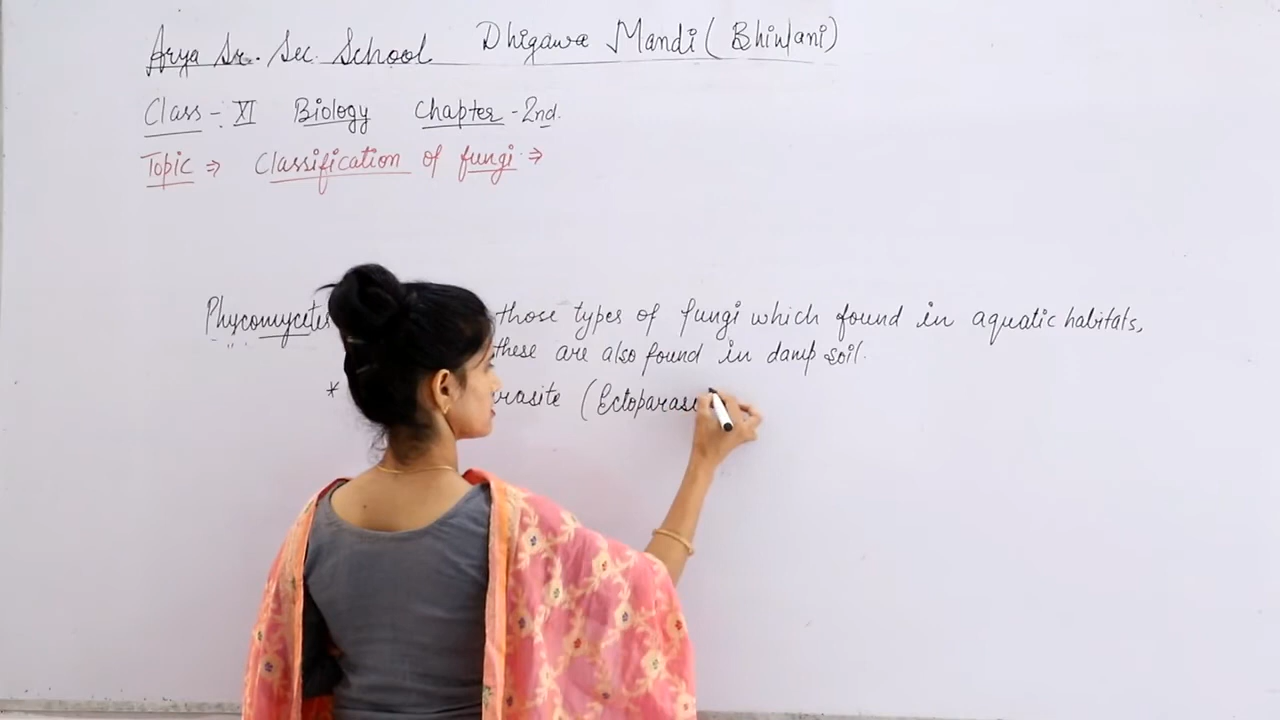 Arya Sr. Sec. School Dhigawa Mandi (Bhiwani)
Class - XI Biology Chapter - 2nd.
Topic ⇒ Classification of fungi ⇒
Phycomycetes those types of fungi which found in aquatic habitats,
these are also found in damp soil.
* rasite (Ectoparasi